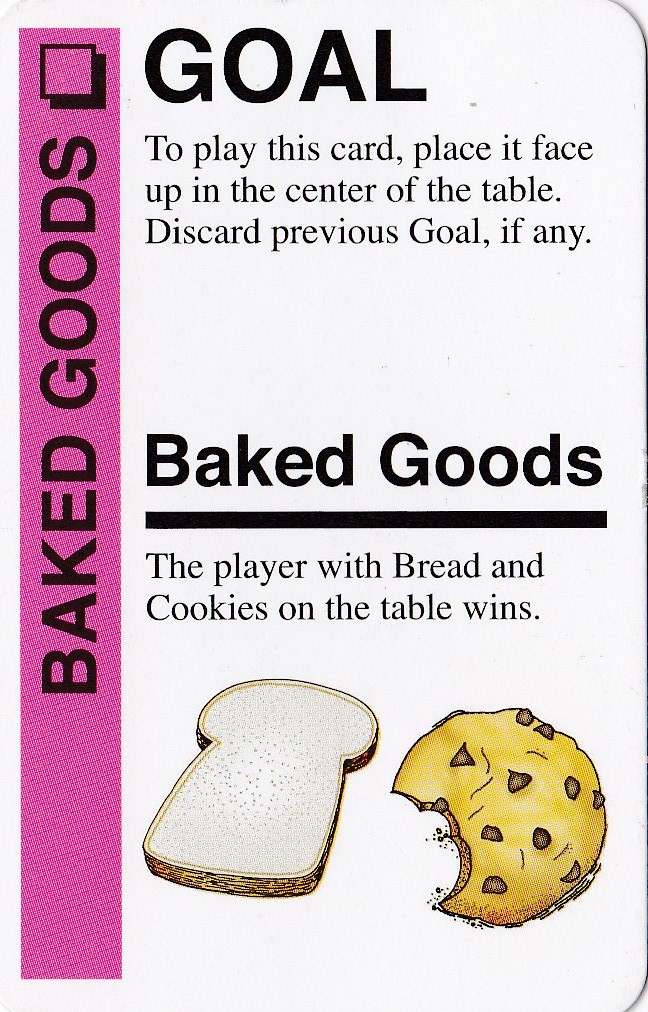 BAKED GOODS
GOAL
To play this card, place it face
up in the center of the table.
Discard previous Goal, if any.
Baked Goods
The player with Bread and
Cookies on the table wins.